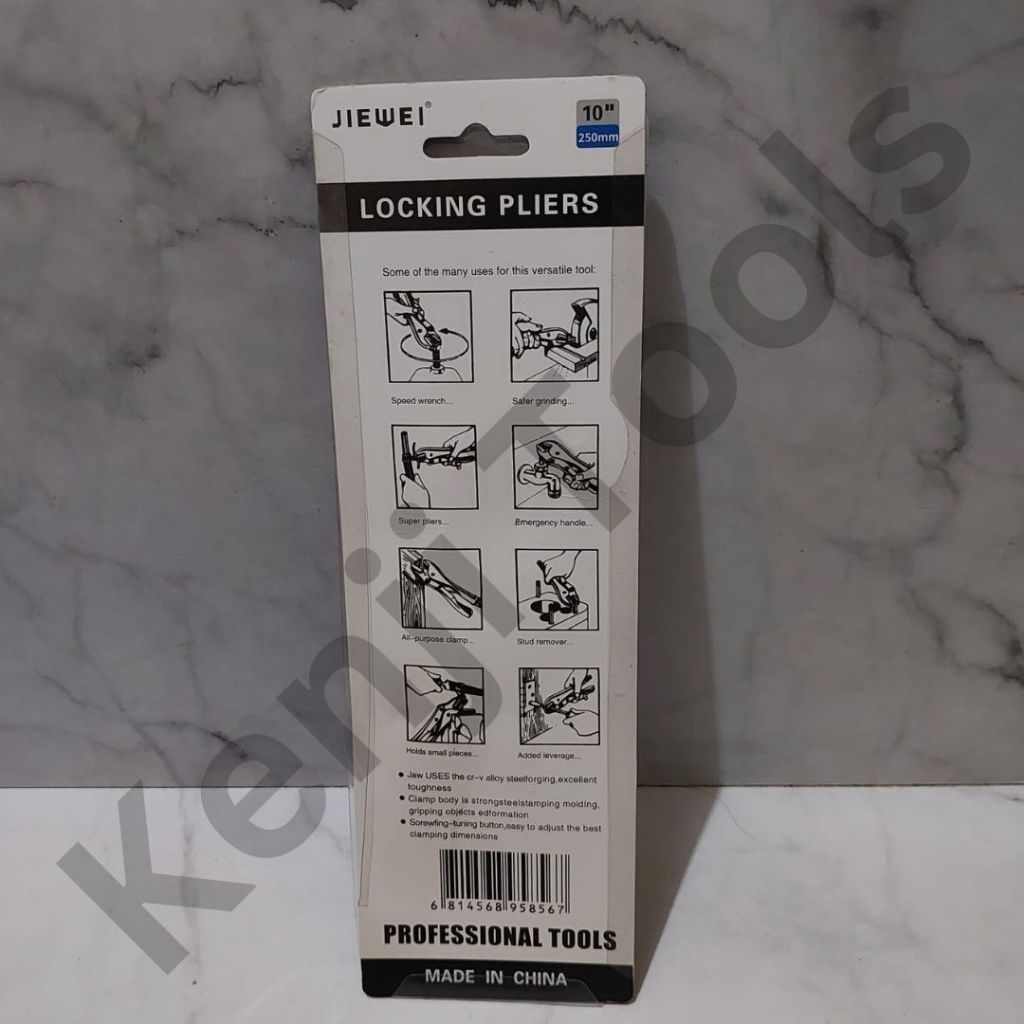 JIEWEI®
10"
250mm
LOCKING PLIERS
Some of the many uses for this versatile tool:
Speed wrench...
Safer grinding...
Super pliers...
Emergency handle...
All-purpose clamp...
Stud remover...
Holds small pieces...
Added leverage...
● Jaw USES the cr-v alloy steelforging,excellent
toughness
● Clamp body is strongsteelstamping molding,
gripping objects edformation
● Screwfing-tuning button,easy to adjust the best
clamping dimensions
6 814568 958567
PROFESSIONAL TOOLS
MADE IN CHINA
Kenji Tools